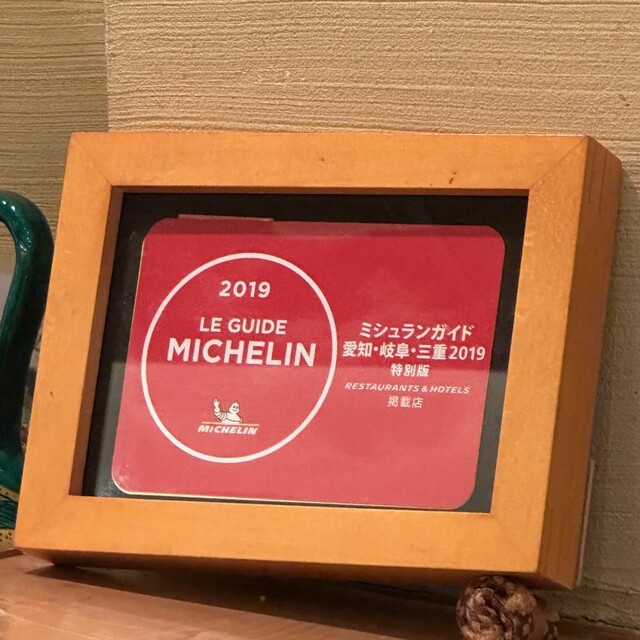 2019
LE GUIDE
MICHELIN
MICHELIN
ミシュランガイド
愛知・岐阜・三重2019
特別版
RESTAURANTS & HOTELS
掲載店